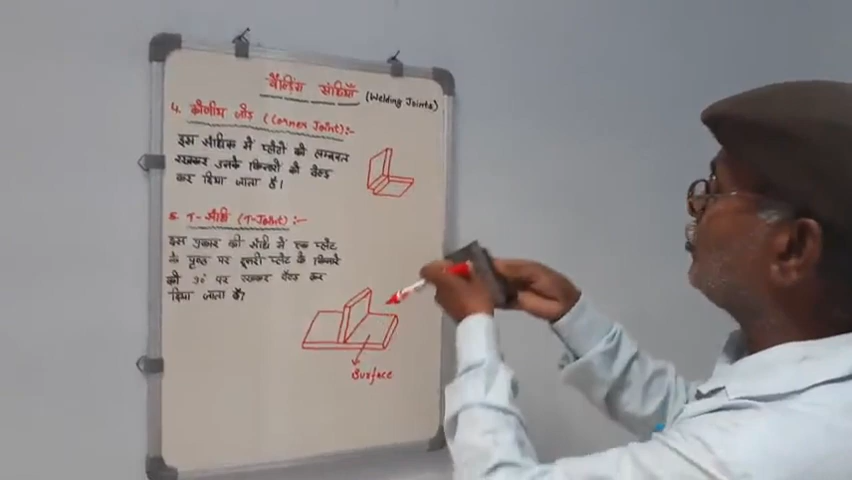 वैल्डिंग संधियाँ (Welding Joints)
4. कोणीय जोड़ (Corner Joint):-
इस संधि में प्लेटों को लम्बवत
रखकर उनके किनारों को वेल्ड
कर दिया जाता है।
5. T-संधि (T-Joint):-
इस प्रकार की संधि में एक प्लेट
के पृष्ठ पर दूसरी प्लेट के किनारे
को 90° पर रखकर वेल्ड कर
दिया जाता है।
Surface